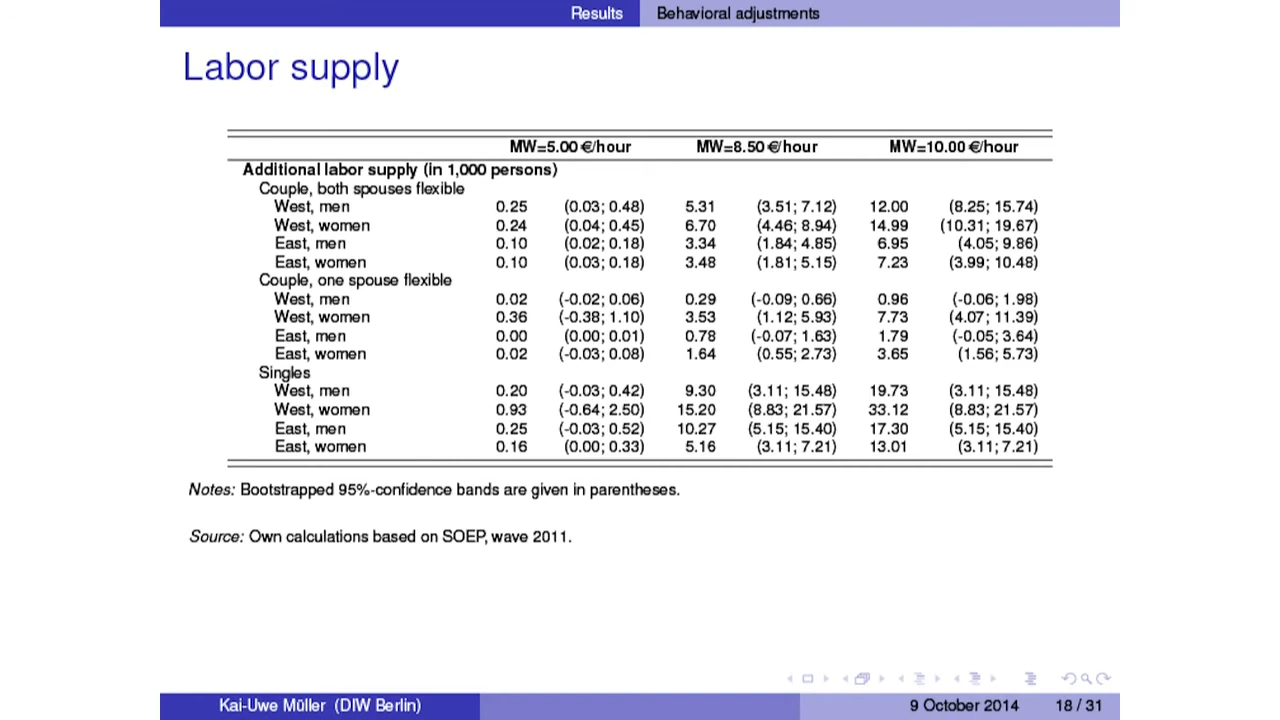 Results Behavioral adjustments
Labor supply
MW=5.00 €/hour MW=8.50 €/hour MW=10.00 €/hour
Additional labor supply (in 1,000 persons)
Couple, both spouses flexible
West, men 0.25 (0.03; 0.48) 5.31 (3.51; 7.12) 12.00 (8.25; 15.74)
West, women 0.24 (0.04; 0.45) 6.70 (4.46; 8.94) 14.99 (10.31; 19.67)
East, men 0.10 (0.02; 0.18) 3.34 (1.84; 4.85) 6.95 (4.05; 9.86)
East, women 0.10 (0.03; 0.18) 3.48 (1.81; 5.15) 7.23 (3.99; 10.48)
Couple, one spouse flexible
West, men 0.02 (-0.02; 0.06) 0.29 (-0.09; 0.66) 0.96 (-0.06; 1.98)
West, women 0.36 (-0.38; 1.10) 3.53 (1.12; 5.93) 7.73 (4.07; 11.39)
East, men 0.00 (0.00; 0.01) 0.78 (-0.07; 1.63) 1.79 (-0.05; 3.64)
East, women 0.02 (-0.03; 0.08) 1.64 (0.55; 2.73) 3.65 (1.56; 5.73)
Singles
West, men 0.20 (-0.03; 0.42) 9.30 (3.11; 15.48) 19.73 (3.11; 15.48)
West, women 0.93 (-0.64; 2.50) 15.20 (8.83; 21.57) 33.12 (8.83; 21.57)
East, men 0.25 (-0.03; 0.52) 10.27 (5.15; 15.40) 17.30 (5.15; 15.40)
East, women 0.16 (0.00; 0.33) 5.16 (3.11; 7.21) 13.01 (3.11; 7.21)
Notes: Bootstrapped 95%-confidence bands are given in parentheses.
Source: Own calculations based on SOEP, wave 2011.
Kai-Uwe Müller (DIW Berlin) 9 October 2014 18 / 31